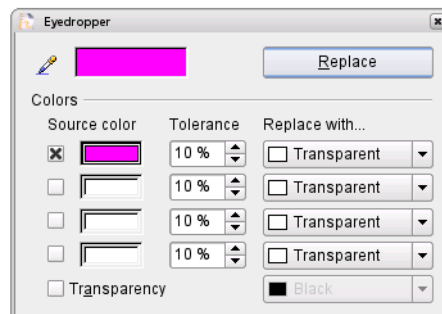 Eyedropper
Replace
Colors
Source color Tolerance Replace with...
10 % Transparent
10 % Transparent
10 % Transparent
10 % Transparent
Transparency Black